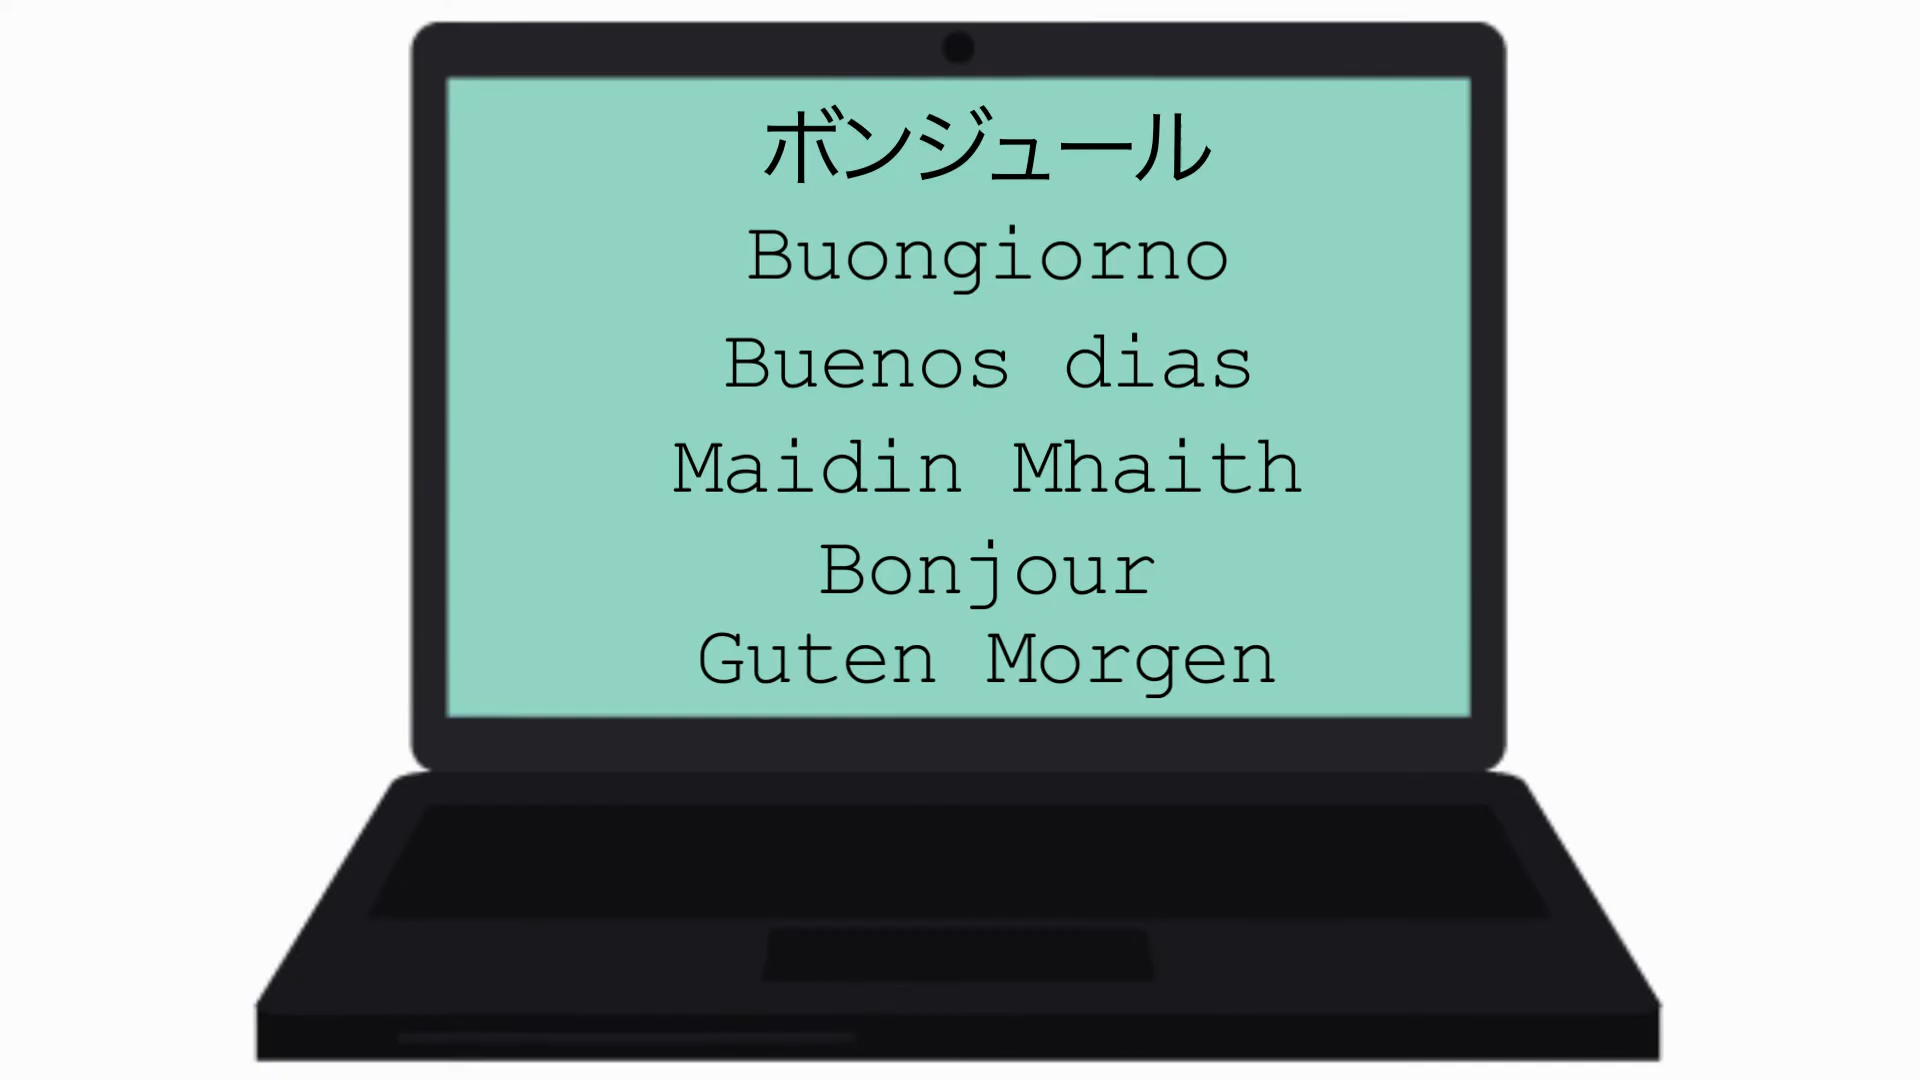 ボンジュール
Buongiorno
Buenos dias
Maidin Mhaith
Bonjour
Guten Morgen